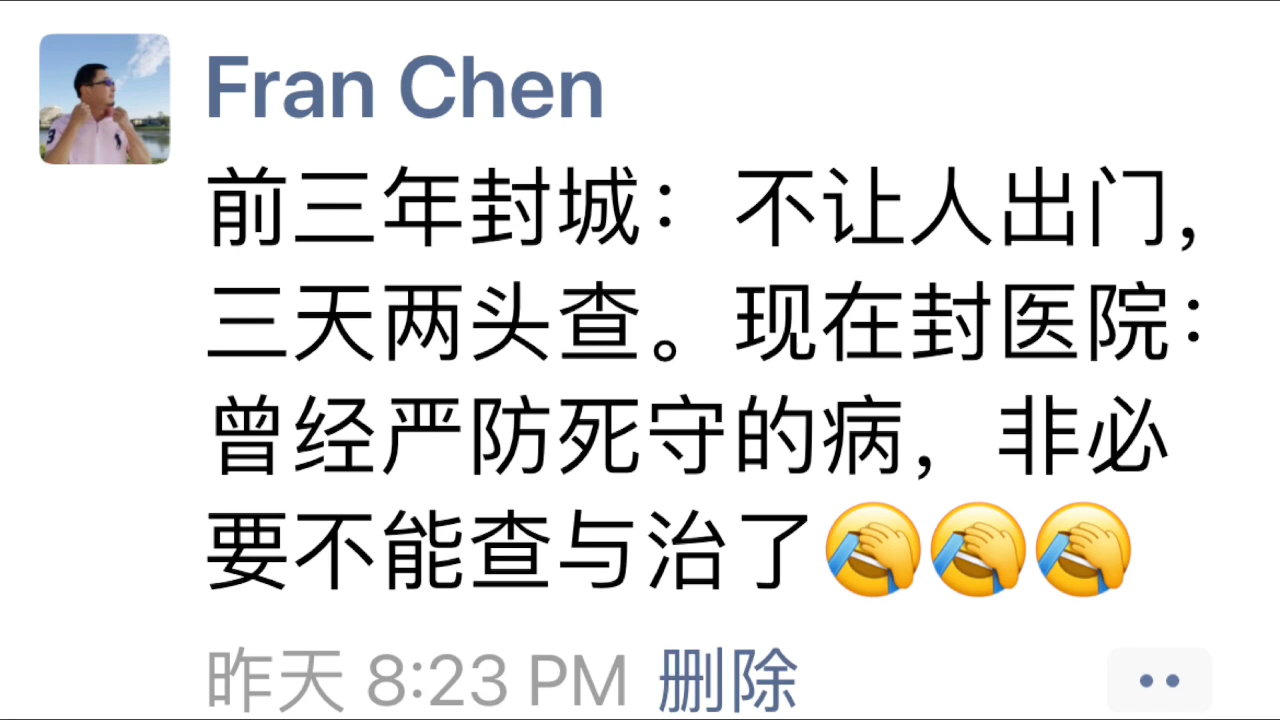 Fran Chen
前三年封城：不让人出门，
三天两头查。现在封医院：
曾经严防死守的病，非必
要不能查与治了🤦🤦🤦
昨天 8:23 PM 删除